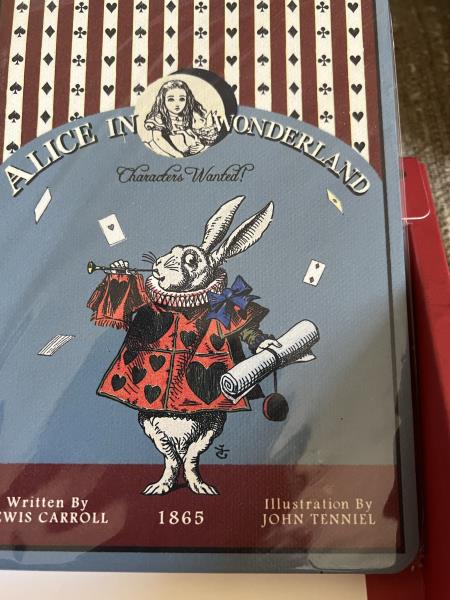 ALICE IN WONDERLAND
Characters Wanted!
Written By
EWIS CARROLL
1865
Illustration By
JOHN TENNIEL